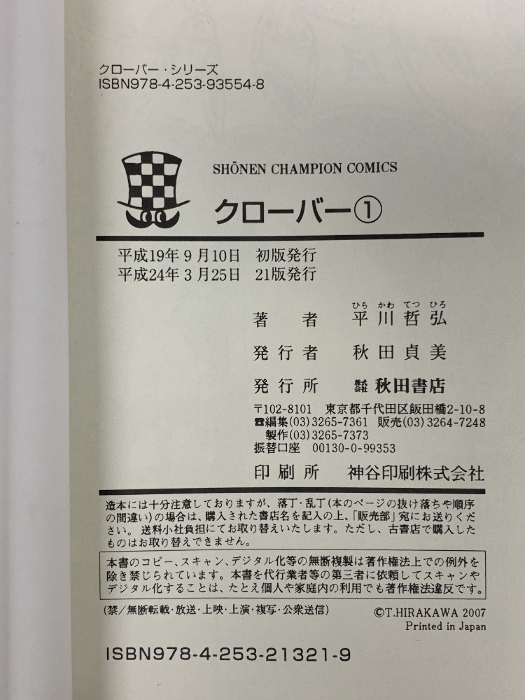 クローバー・シリーズ
ISBN978-4-253-93554-8
SHŌNEN CHAMPION COMICS
クローバー①
平成19年9月10日 初版発行
平成24年3月25日 21版発行
ひら かわ てつ ひろ
著者 平川哲弘
発行者 秋田貞美
発行所 株式会社 秋田書店
〒102-8101 東京都千代田区飯田橋2-10-8
☎編集(03)3265-7361 販売(03)3264-7248
製作(03)3265-7373
振替口座 00130-0-99353
印刷所 神谷印刷株式会社
造本には十分注意しておりますが、落丁・乱丁(本のページの抜け落ちや順序
の間違い)の場合は、購入された書店名を記入の上、「販売部」宛にお送りくだ
さい。送料小社負担にてお取り替えいたします。ただし、古書店で購入した
ものはお取り替えできません。
本書のコピー、スキャン、デジタル化等の無断複製は著作権法上での例外を
除き禁じられています。本書を代行業者等の第三者に依頼してスキャンや
デジタル化することは、たとえ個人や家庭内の利用でも著作権法違反です。
(禁/無断転載・放送・上映・上演・複写・公衆送信)
©T.HIRAKAWA 2007
Printed in Japan
ISBN978-4-253-21321-9